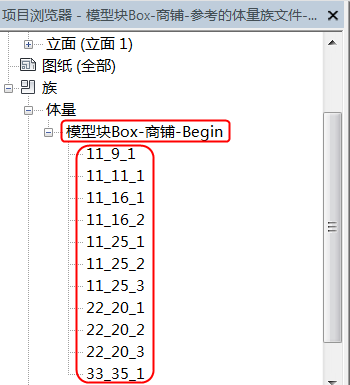 项目浏览器 - 模型块Box-商铺-参考的体量族文件-...
立面 (立面 1)
图纸 (全部)
族
体量
模型块Box-商铺-Begin
11_9_1
11_11_1
11_16_1
11_16_2
11_25_1
11_25_2
11_25_3
22_20_1
22_20_2
22_20_3
33_35_1